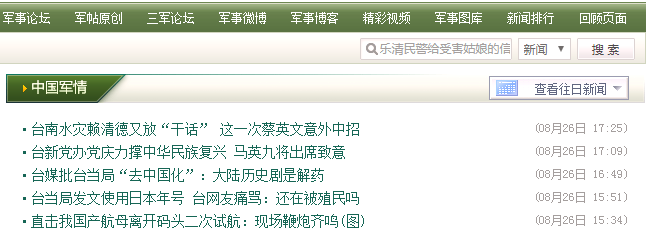 军事论坛 军帖原创 三军论坛 军事微博 军事博客 精彩视频 军事图库 新闻排行 回顾页面
乐清民警给受害姑娘的信 新闻 搜 索
中国军情 查看往日新闻
台南水灾赖清德又放“干话” 这一次蔡英文意外中招 (08月26日 17:25)
台新党办党庆力撑中华民族复兴 马英九将出席致意 (08月26日 17:09)
台媒批台当局“去中国化”：大陆历史剧是解药 (08月26日 16:49)
台当局发文使用日本年号 台网友痛骂：还在被殖民吗 (08月26日 15:51)
直击我国产航母离开码头二次试航：现场鞭炮齐鸣(图) (08月26日 15:34)